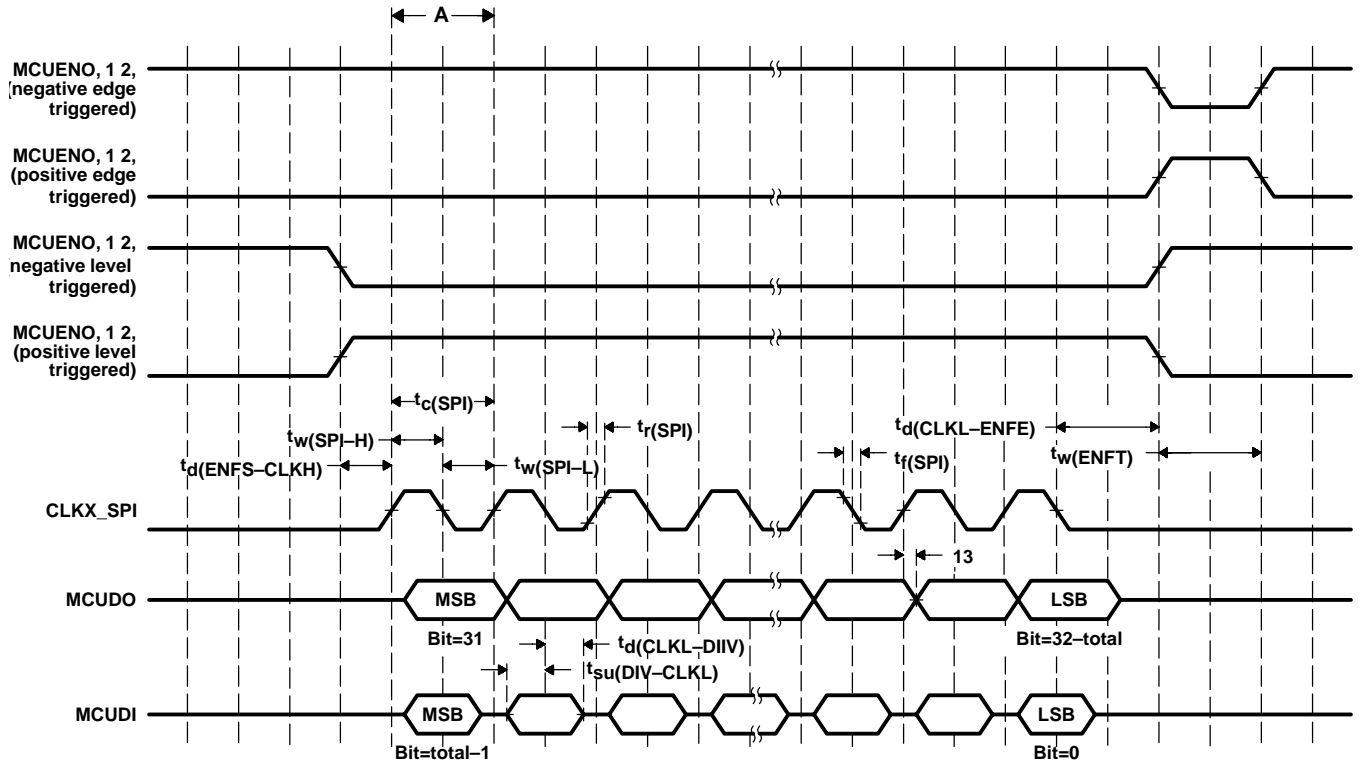 A
MCUENO, 1 2,
(negative edge
triggered)
MCUENO, 1 2,
(positive edge
triggered)
MCUENO, 1 2,
negative level
triggered)
MCUENO, 1 2,
(positive level
triggered)
tc(SPI)
tw(SPI–H)
tr(SPI)
td(CLKL–ENFE)
td(ENFS–CLKH)
tw(SPI–L)
tf(SPI)
tw(ENFT)
CLKX_SPI
13
MCUDO
MSB
LSB
Bit=31
Bit=32–total
td(CLKL–DIIV)
tsu(DIV–CLKL)
MCUDI
MSB
LSB
Bit=total–1
Bit=0